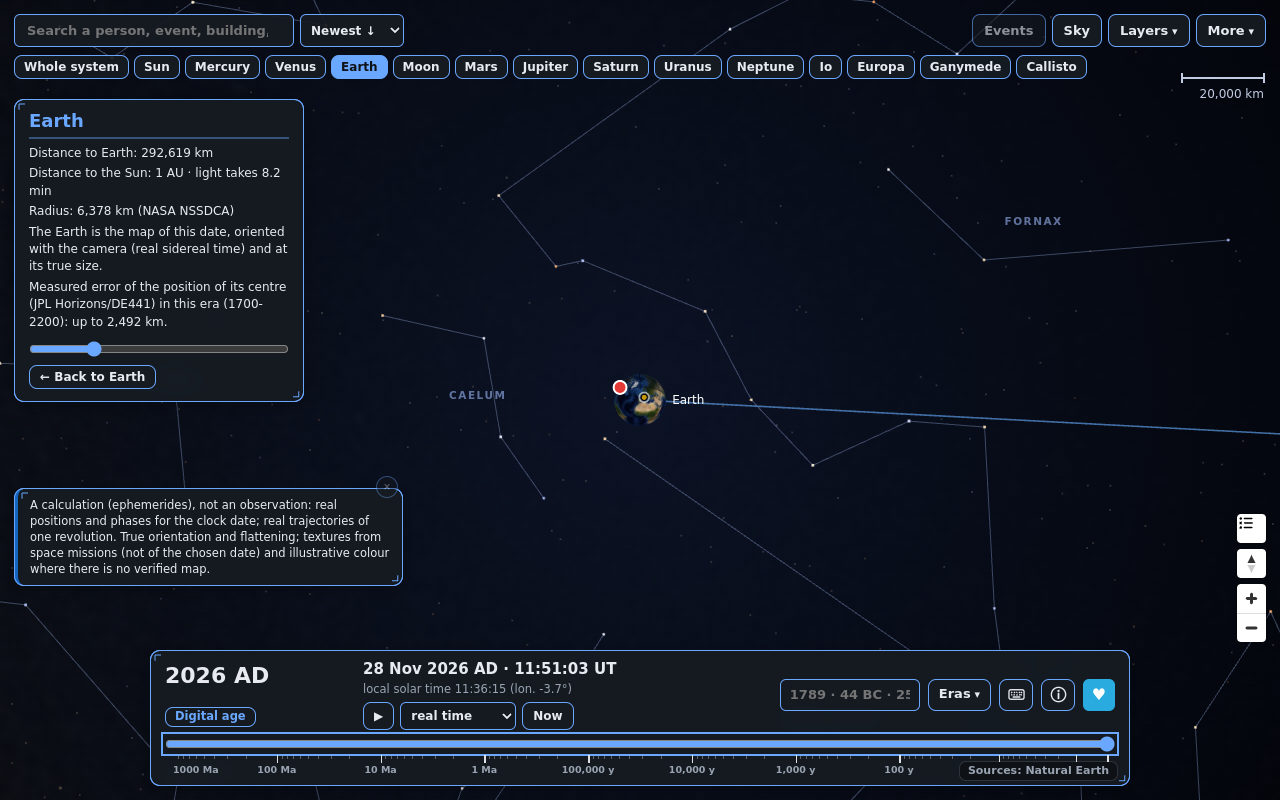 Search a person, event, building,
Newest ↓
Events
Sky
Layers ▾
More ▾
Whole system
Sun
Mercury
Venus
Earth
Moon
Mars
Jupiter
Saturn
Uranus
Neptune
Io
Europa
Ganymede
Callisto
20,000 km
Earth
Distance to Earth: 292,619 km
Distance to the Sun: 1 AU · light takes 8.2
min
Radius: 6,378 km (NASA NSSDCA)
The Earth is the map of this date, oriented
with the camera (real sidereal time) and at
its true size.
Measured error of the position of its centre
(JPL Horizons/DE441) in this era (1700-
2200): up to 2,492 km.
← Back to Earth
FORNAX
CAELUM
Earth
A calculation (ephemerides), not an observation: real
positions and phases for the clock date; real trajectories of
one revolution. True orientation and flattening; textures from
space missions (not of the chosen date) and illustrative colour
where there is no verified map.
2026 AD
28 Nov 2026 AD · 11:51:03 UT
local solar time 11:36:15 (lon. -3.7°)
Digital age
▶
real time
Now
1789 · 44 BC · 25
Eras ▾
1000 Ma
100 Ma
10 Ma
1 Ma
100,000 y
10,000 y
1,000 y
100 y
Sources: Natural Earth